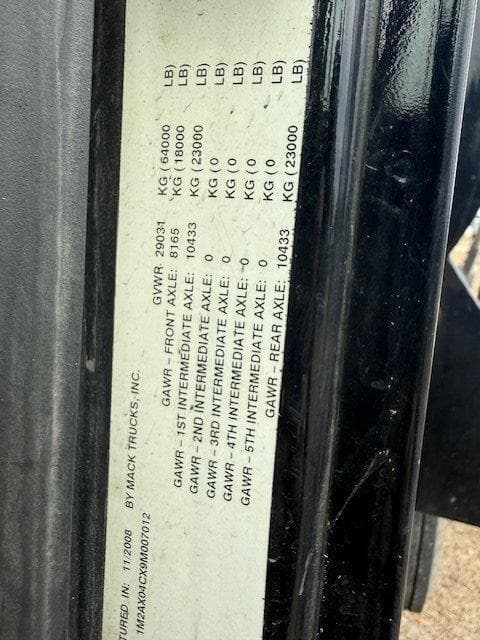 TURED IN: 11/2008 BY MACK TRUCKS, INC.
1M2AX04CX9M007012
GVWR 29031 KG ( 64000 LB)
GAWR - FRONT AXLE: 8165 KG ( 18000 LB)
GAWR - 1ST INTERMEDIATE AXLE: 10433 KG ( 23000 LB)
GAWR - 2ND INTERMEDIATE AXLE: 0 KG ( 0 LB)
GAWR - 3RD INTERMEDIATE AXLE: 0 KG ( 0 LB)
GAWR - 4TH INTERMEDIATE AXLE: 0 KG ( 0 LB)
GAWR - 5TH INTERMEDIATE AXLE: 0 KG ( 0 LB)
GAWR - REAR AXLE: 10433 KG ( 23000 LB)